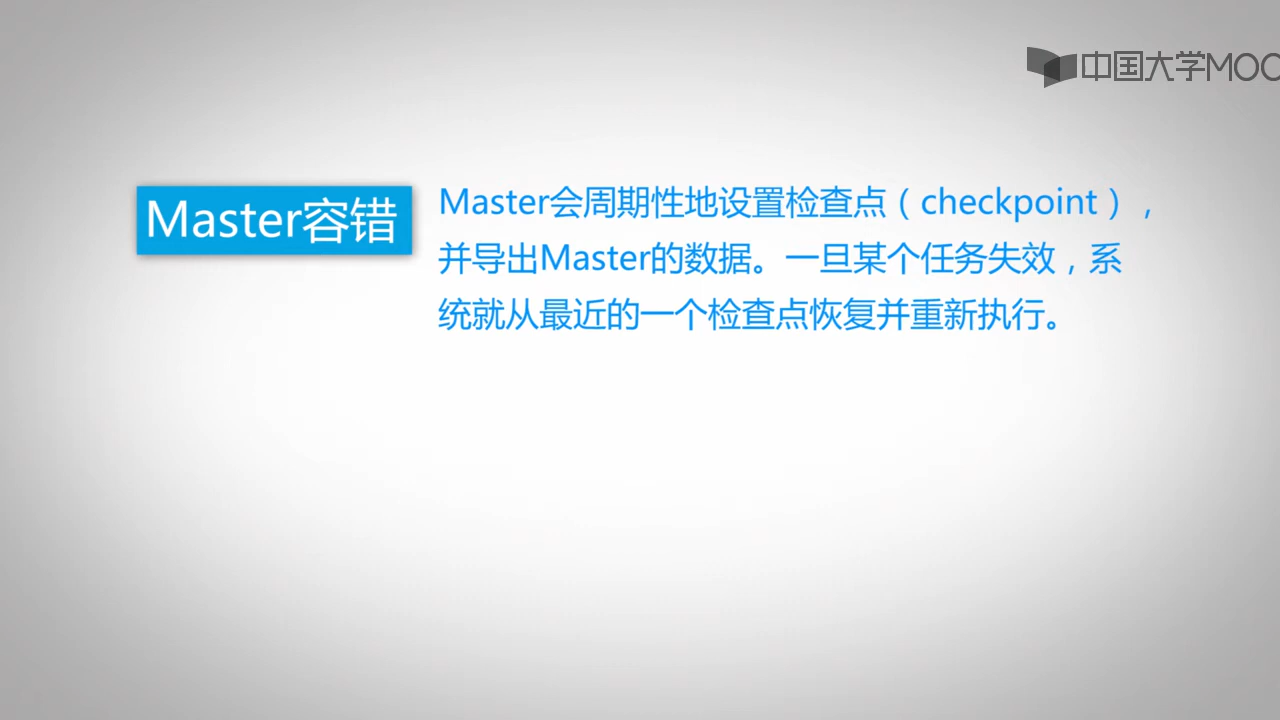 中国大学MOO
Master容错
Master会周期性地设置检查点（checkpoint），
并导出Master的数据。一旦某个任务失效，系
统就从最近的一个检查点恢复并重新执行。